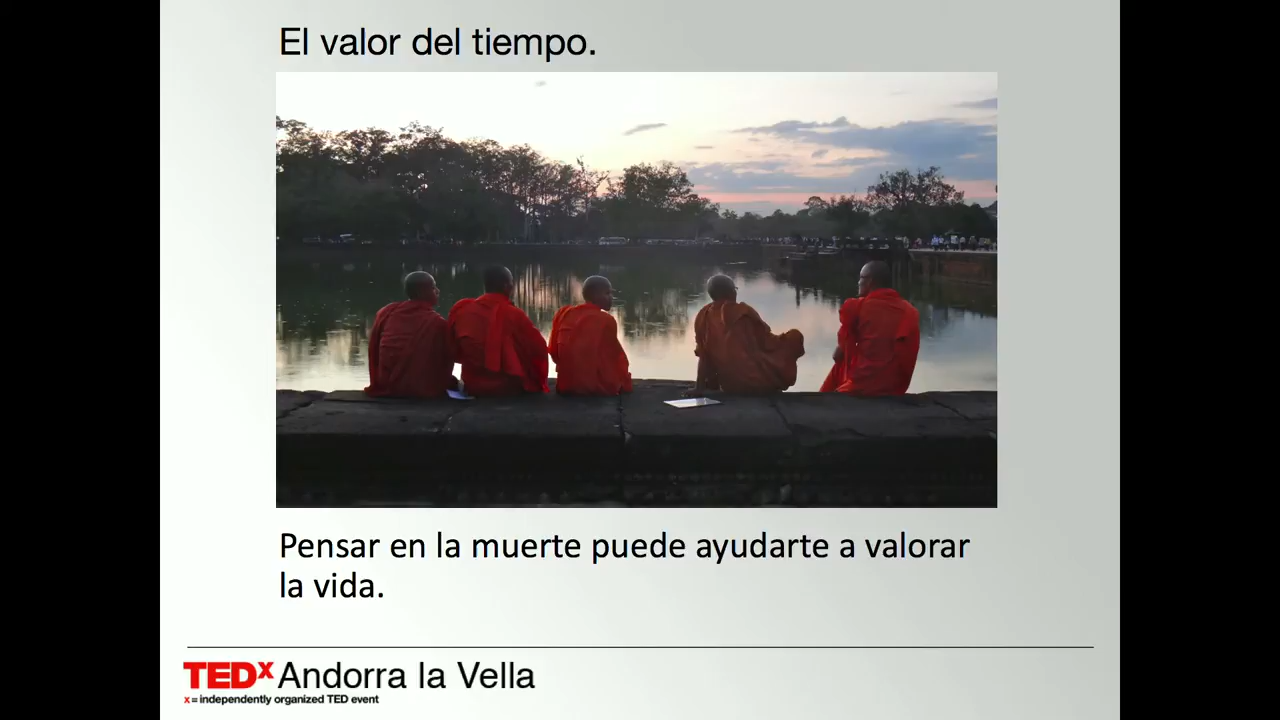 El valor del tiempo.
Pensar en la muerte puede ayudarte a valorar
la vida.
TEDx Andorra la Vella
x = independently organized TED event